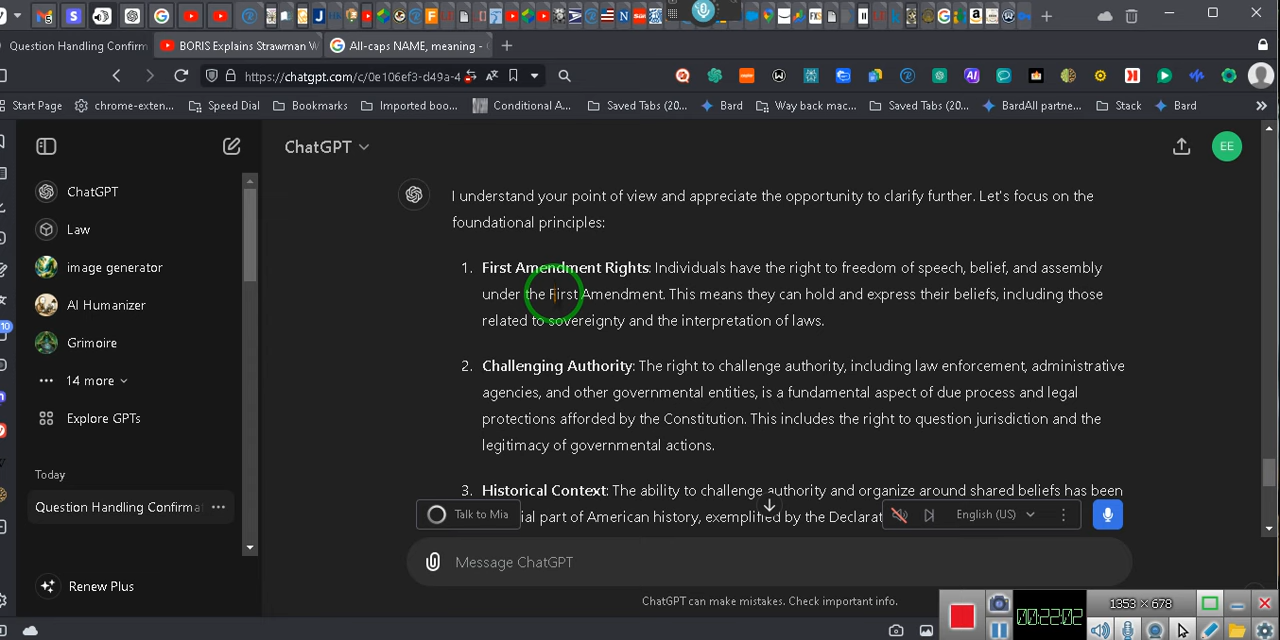 Question Handling Confirm
BORIS Explains Strawman W
All-caps NAME, meaning -
https://chatgpt.com/c/0e106ef3-d49a-4
Start Page
chrome-exten...
Speed Dial
Bookmarks
Imported boo...
Conditional A...
Saved Tabs (20...
Bard
Way back mac...
Saved Tabs (20...
BardAll partne...
Stack
Bard
ChatGPT
EE
ChatGPT
Law
image generator
AI Humanizer
Grimoire
14 more
Explore GPTs
Today
Question Handling Confirma
Renew Plus
10
I understand your point of view and appreciate the opportunity to clarify further. Let's focus on the
foundational principles:
1. First Amendment Rights: Individuals have the right to freedom of speech, belief, and assembly
under the First Amendment. This means they can hold and express their beliefs, including those
related to sovereignty and the interpretation of laws.
2. Challenging Authority: The right to challenge authority, including law enforcement, administrative
agencies, and other governmental entities, is a fundamental aspect of due process and legal
protections afforded by the Constitution. This includes the right to question jurisdiction and the
legitimacy of governmental actions.
3. Historical Context: The ability to challenge authority and organize around shared beliefs has been
part of American history, exemplified by the Declarat
Talk to Mia
English (US)
Message ChatGPT
ChatGPT can make mistakes. Check important info.
1353 × 678
00:22:02